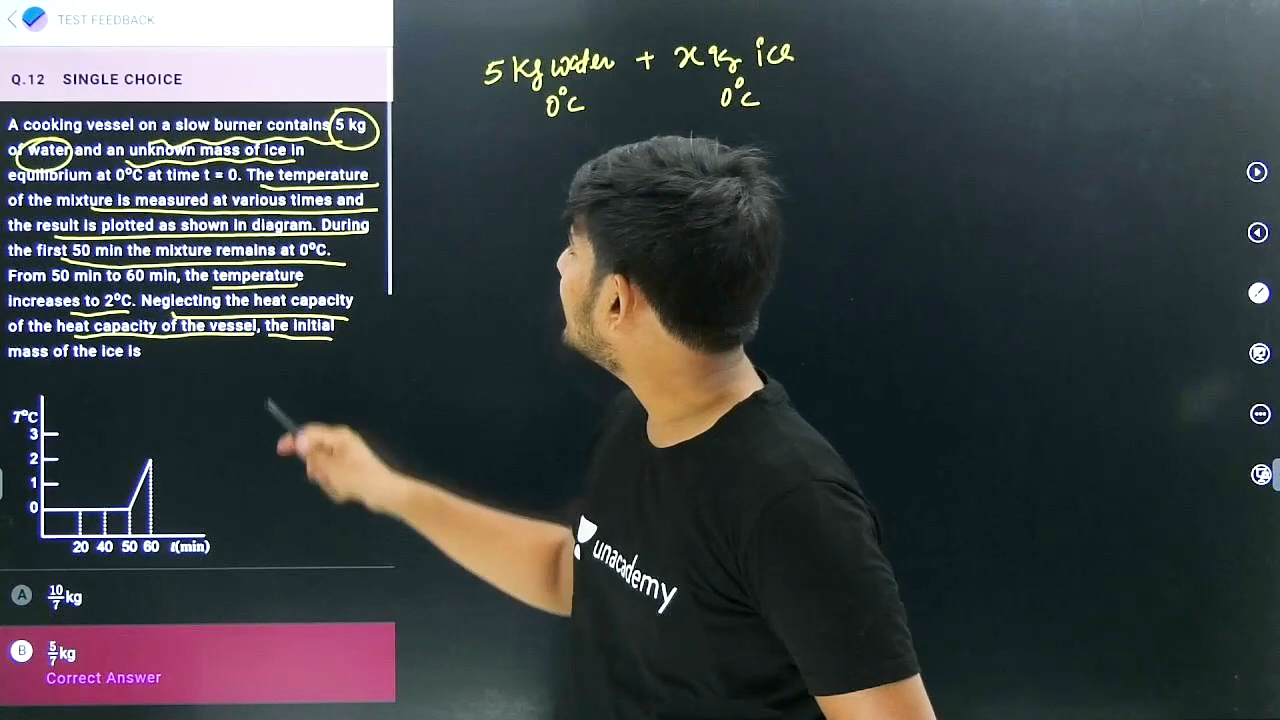 TEST FEEDBACK
Q.12 SINGLE CHOICE
A cooking vessel on a slow burner contains 5 kg
of water and an unknown mass of ice in
equilibrium at 0°C at time t = 0. The temperature
of the mixture is measured at various times and
the result is plotted as shown in diagram. During
the first 50 min the mixture remains at 0°C.
From 50 min to 60 min, the temperature
increases to 2°C. Neglecting the heat capacity
of the heat capacity of the vessel, the initial
mass of the ice is
T°C
3
2
1
0
20 40 50 60 t(min)
A 10/7 kg
B 5/7 kg
Correct Answer
5 kg water + x kg ice
0°C 0°C
unacademy